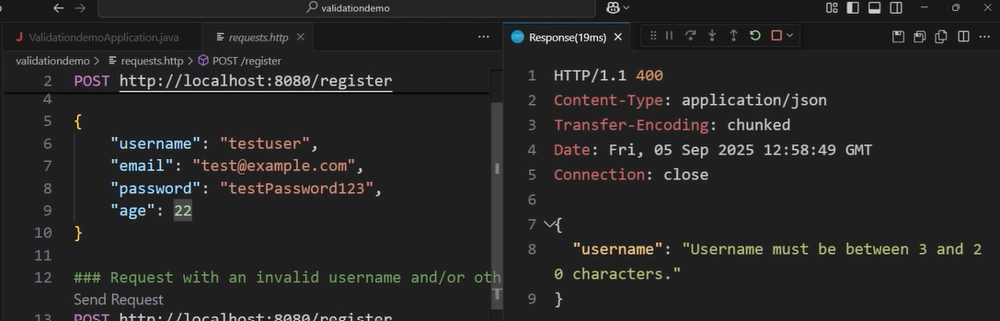 validationdemo
ValidationdemoApplication.java
requests.http
Response(19ms)
validationdemo > requests.http > POST /register
2 POST http://localhost:8080/register
4
5 {
6 "username": "testuser",
7 "email": "test@example.com",
8 "password": "testPassword123",
9 "age": 22
10 }
11
12 ### Request with an invalid username and/or oth
Send Request
13 POST http://localhost:8080/register
1 HTTP/1.1 400
2 Content-Type: application/json
3 Transfer-Encoding: chunked
4 Date: Fri, 05 Sep 2025 12:58:49 GMT
5 Connection: close
6
7 {
8 "username": "Username must be between 3 and 2
0 characters."
9 }